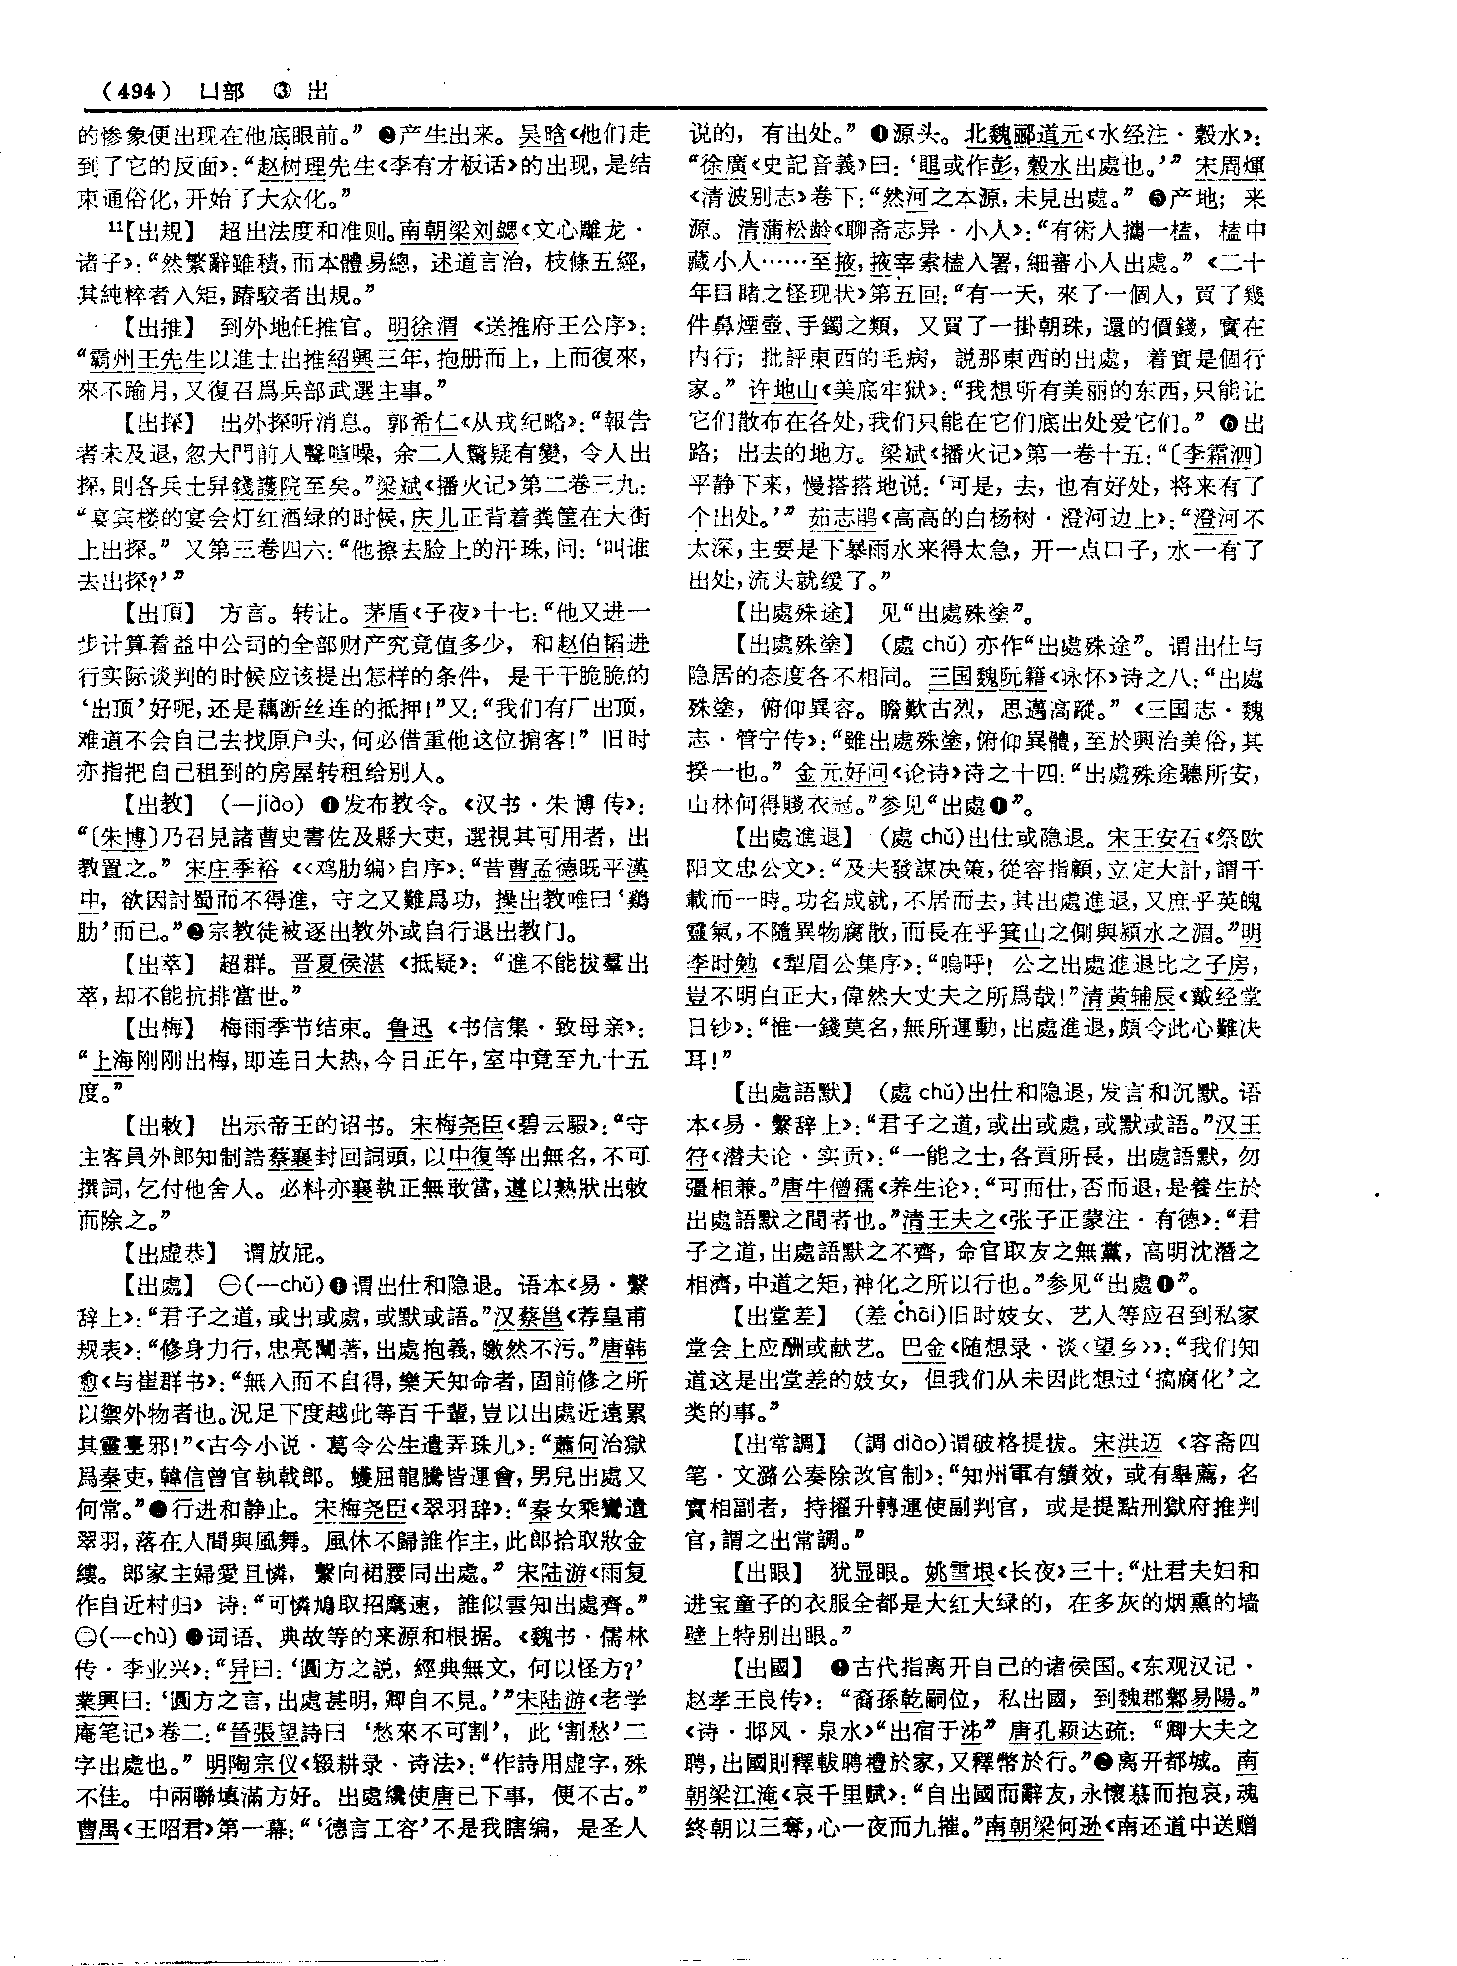 （494） 凵部 ③ 出
的惨象便出现在他底眼前。” ❷产生出来。吴晗《他们走
到了它的反面》：“赵树理先生《李有才板话》的出现，是结
束通俗化，开始了大众化。”
11【出規】 超出法度和准则。南朝梁刘勰《文心雕龙·
诸子》：“然繁辭雖積，而本體易總，述道言治，枝條五經，
其純粹者入矩，踳駁者出規。”
【出推】 到外地任推官。明徐渭《送推府王公序》：
“霸州王先生以進士出推紹興三年，抱册而上，上而復來，
來不踰月，又復召爲兵部武選主事。”
【出探】 出外探听消息。郭希仁《从戎纪略》：“報告
者未及退，忽大門前人聲喧噪，余二人驚疑有變，令人出
探，則各兵士舁錢護院至矣。”梁斌《播火记》第二卷三九：
“宴宾楼的宴会灯红酒绿的时候，庆儿正背着粪筐在大街
上出探。” 又第三卷四六：“他擦去脸上的汗珠，问：‘叫谁
去出探？’”
【出頂】 方言。转让。茅盾《子夜》十七：“他又进一
步计算着益中公司的全部财产究竟值多少，和赵伯韬进
行实际谈判的时候应该提出怎样的条件，是干干脆脆的
‘出顶’好呢，还是藕断丝连的抵押！”又：“我们有厂出顶，
难道不会自己去找原户头，何必借重他这位掮客！” 旧时
亦指把自己租到的房屋转租给别人。
【出教】 （—jiào） ❶发布教令。《汉书·朱博传》：
“〔朱博〕乃召見諸曹史書佐及縣大吏，選視其可用者，出
教置之。” 宋庄季裕《〈鸡肋编〉自序》：“昔曹孟德既平漢
中，欲因討蜀而不得進，守之又難爲功，操出教唯曰‘鷄
肋’而已。”❷宗教徒被逐出教外或自行退出教门。
【出萃】 超群。晋夏侯湛《抵疑》：“進不能拔羣出
萃，却不能抗排當世。”
【出梅】 梅雨季节结束。鲁迅《书信集·致母亲》：
“上海刚刚出梅，即连日大热，今日正午，室中竟至九十五
度。”
【出敕】 出示帝王的诏书。宋梅尧臣《碧云騢》：“守
主客員外郎知制誥蔡襄封回詞頭，以中復等出無名，不可
撰詞，乞付他舍人。必料亦襄執正無敢當，遵以熟狀出敕
而除之。”
【出虚恭】 谓放屁。
【出處】 ㊀（—chǔ）❶谓出仕和隐退。语本《易·繫
辞上》：“君子之道，或出或處，或默或語。”汉蔡邕《荐皇甫
规表》：“修身力行，忠亮闡著，出處抱義，皦然不污。”唐韩
愈《与崔群书》：“無入而不自得，樂天知命者，固前修之所
以禦外物者也。况足下度越此等百千輩，豈以出處近遠累
其靈臺邪！”《古今小说·葛令公生遣弄珠儿》：“蕭何治獄
爲秦吏，韓信曾官執戟郎。蠖屈龍騰皆運會，男兒出處又
何常。”❷行进和静止。宋梅尧臣《翠羽辞》：“秦女乘鸞遺
翠羽，落在人間與風舞。風休不歸誰作主，此郎拾取妝金
縷。郎家主婦愛且憐，繫向裙腰同出處。” 宋陆游《雨复
作自近村归》诗：“可憐鳩取招麾速，誰似雲知出處齊。”
㊁（—chù）❸词语、典故等的来源和根据。《魏书·儒林
传·李业兴》：“异曰：‘圓方之説，經典無文，何以怪方？’
業興曰：‘圓方之言，出處甚明，卿自不見。’”宋陆游《老学
庵笔记》卷二：“晉張望詩曰‘愁來不可割’，此‘割愁’二
字出處也。” 明陶宗仪《辍耕录·诗法》：“作詩用虚字，殊
不佳。中兩聯填滿方好。出處纔使唐已下事，便不古。”
曹禺《王昭君》第一幕：“‘德言工容’不是我瞎编，是圣人
说的，有出处。” ❹源头。北魏郦道元《水经注·穀水》：
“徐廣《史記音義》曰：‘黽或作彭，穀水出處也。’” 宋周煇
《清波别志》卷下：“然河之本源，未見出處。” ❺产地；来
源。清蒲松龄《聊斋志异·小人》：“有術人攜一榼，榼中
藏小人……至掖，掖宰索榼入署，細審小人出處。”《二十
年目睹之怪现状》第五回：“有一天，來了一個人，買了幾
件鼻煙壺、手鐲之類，又買了一掛朝珠，還的價錢，實在
内行；批評東西的毛病，説那東西的出處，着實是個行
家。” 许地山《美底牢狱》：“我想所有美丽的东西，只能让
它们散布在各处，我们只能在它们底出处爱它们。” ❻出
路；出去的地方。梁斌《播火记》第一卷十五：“〔李霜泗〕
平静下来，慢搭搭地说：‘可是，去，也有好处，将来有了
个出处。’” 茹志鹃《高高的白杨树·澄河边上》：“澄河不
太深，主要是下暴雨水来得太急，开一点口子，水一有了
出处，流头就缓了。”
【出處殊途】 见“出處殊塗”。
【出處殊塗】 （處 chǔ）亦作“出處殊途”。谓出仕与
隐居的态度各不相同。三国魏阮籍《咏怀》诗之八：“出處
殊塗，俯仰異容。瞻歎古烈，思邁高蹤。”《三国志·魏
志·管宁传》：“雖出處殊塗，俯仰異體，至於興治美俗，其
揆一也。” 金元好问《论诗》诗之十四：“出處殊途聽所安，
山林何得賤衣冠。”参见“出處❶”。
【出處進退】 （處 chǔ）出仕或隐退。宋王安石《祭欧
阳文忠公文》：“及夫發謀决策，從容指顧，立定大計，謂千
載而一時。功名成就，不居而去，其出處進退，又庶乎英魄
靈氣，不隨異物腐散，而長在乎箕山之側與潁水之湄。”明
李时勉《犁眉公集序》：“嗚呼！公之出處進退比之子房，
豈不明白正大，偉然大丈夫之所爲哉！”清黄辅辰《戴经堂
日钞》：“惟一錢莫名，無所運動，出處進退，頗令此心難决
耳！”
【出處語默】 （處 chǔ）出仕和隐退，发言和沉默。语
本《易·繫辞上》：“君子之道，或出或處，或默或語。”汉王
符《潜夫论·实贡》：“一能之士，各貢所長，出處語默，勿
彊相兼。”唐牛僧孺《养生论》：“可而仕，否而退，是養生於
出處語默之間者也。”清王夫之《张子正蒙注·有德》：“君
子之道，出處語默之不齊，命官取友之無黨，高明沈潛之
相濟，中道之矩，神化之所以行也。”参见“出處❶”。
【出堂差】 （差 chāi）旧时妓女、艺人等应召到私家
堂会上应酬或献艺。巴金《随想录·谈〈望乡〉》：“我们知
道这是出堂差的妓女，但我们从未因此想过‘搞腐化’之
类的事。”
【出常調】 （調 diào）谓破格提拔。宋洪迈《容斋四
笔·文潞公奏除改官制》：“知州軍有績效，或有舉薦，名
實相副者，持擢升轉運使副判官，或是提點刑獄府推判
官，謂之出常調。”
【出眼】 犹显眼。姚雪垠《长夜》三十：“灶君夫妇和
进宝童子的衣服全都是大红大绿的，在多灰的烟熏的墙
壁上特别出眼。”
【出國】 ❶古代指离开自己的诸侯国。《东观汉记·
赵孝王良传》：“裔孫乾嗣位，私出國，到魏郡鄴易陽。”
《诗·邶风·泉水》“出宿于泲” 唐孔颖达疏：“卿大夫之
聘，出國則釋軷聘禮於家，又釋幣於行。”❷离开都城。南
朝梁江淹《哀千里赋》：“自出國而辭友，永懷慕而抱哀，魂
終朝以三奪，心一夜而九摧。”南朝梁何逊《南还道中送赠